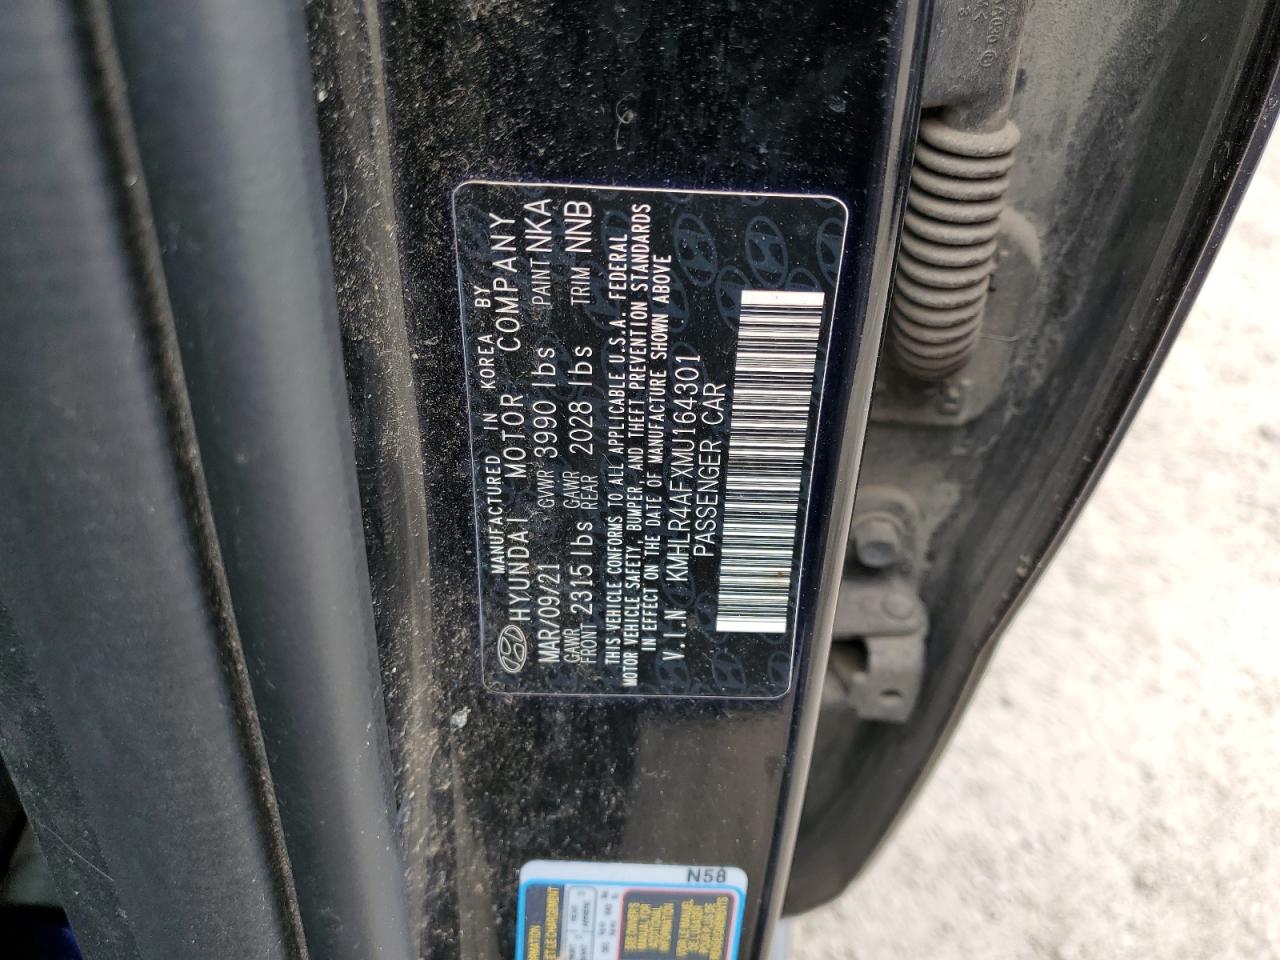 MANUFACTURED IN KOREA BY
HYUNDAI MOTOR COMPANY
MAR/09/21 GVWR 3990 lbs PAINT NKA
GAWR FRONT 2315 lbs GAWR REAR 2028 lbs TRIM NNB
THIS VEHICLE CONFORMS TO ALL APPLICABLE U.S.A. FEDERAL
MOTOR VEHICLE SAFETY, BUMPER, AND THEFT PREVENTION STANDARDS
IN EFFECT ON THE DATE OF MANUFACTURE SHOWN ABOVE
V.I.N KMHLR4AFXMU164301
PASSENGER CAR
N58